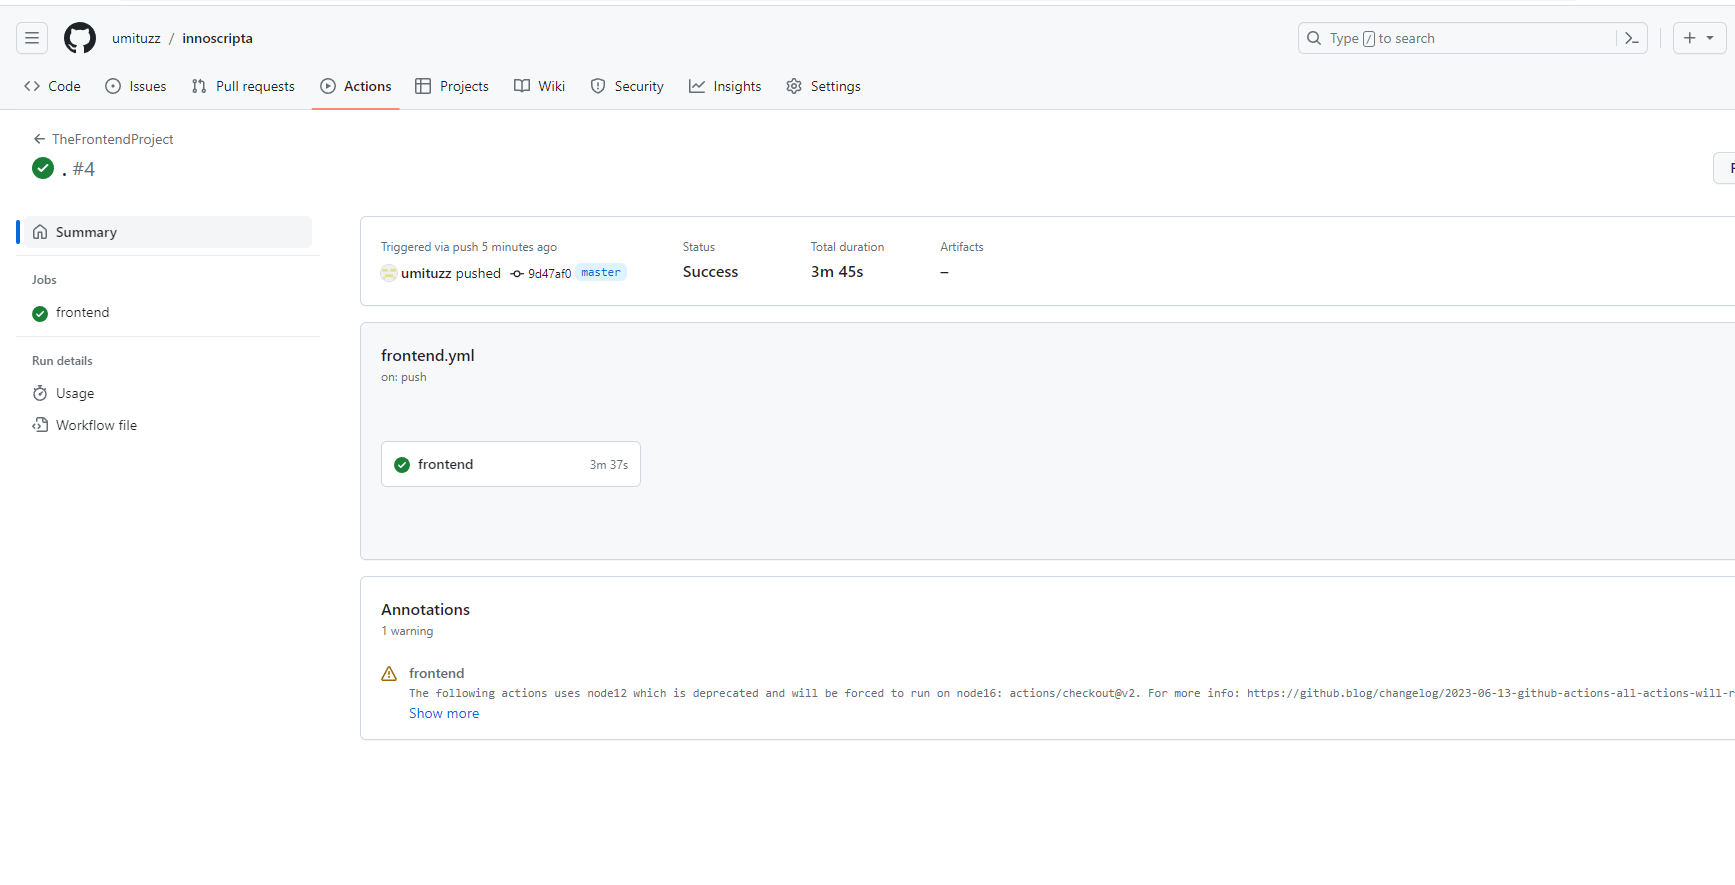 umituzz / innoscripta
Type / to search
Code Issues Pull requests Actions Projects Wiki Security Insights Settings
TheFrontendProject
. #4
Summary
Jobs
frontend
Run details
Usage
Workflow file
Triggered via push 5 minutes ago
umituzz pushed 9d47af0 master
Status
Success
Total duration
3m 45s
Artifacts
–
frontend.yml
on: push
frontend 3m 37s
Annotations
1 warning
frontend
The following actions uses node12 which is deprecated and will be forced to run on node16: actions/checkout@v2. For more info: https://github.blog/changelog/2023-06-13-github-actions-all-actions-will-r
Show more